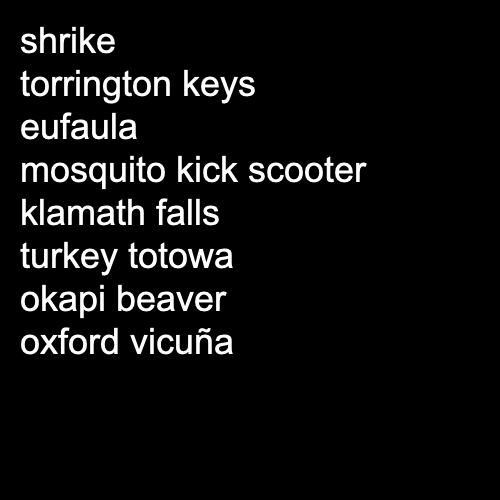 shrike
torrington keys
eufaula
mosquito kick scooter
klamath falls
turkey totowa
okapi beaver
oxford vicuña